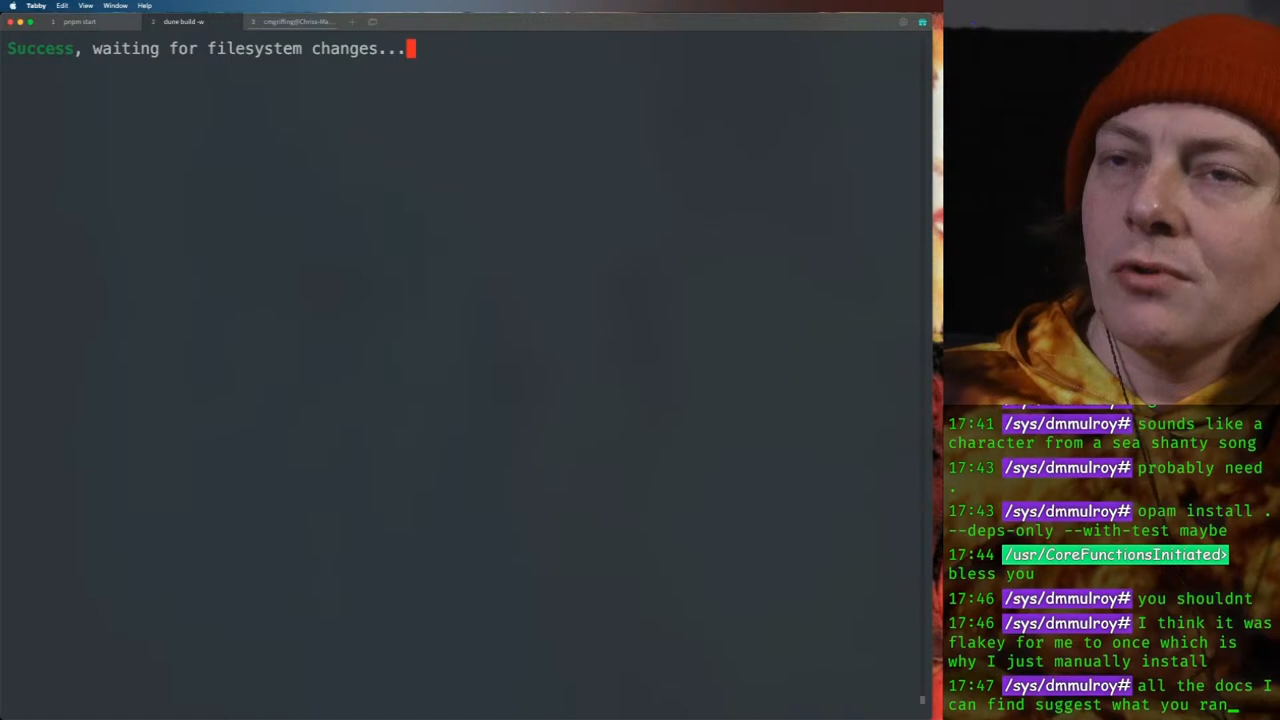 Tabby Edit View Window Help
1 pnpm start 2 dune build -w 3 cmgriffing@Chriss-Ma...
Success, waiting for filesystem changes...
17:41 /sys/dmmulroy# sounds like a
character from a sea shanty song
17:43 /sys/dmmulroy# probably need
.
17:43 /sys/dmmulroy# opam install .
--deps-only --with-test maybe
17:44 /usr/CoreFunctionsInitiated>
bless you
17:46 /sys/dmmulroy# you shouldnt
17:46 /sys/dmmulroy# I think it was
flakey for me to once which is
why I just manually install
17:47 /sys/dmmulroy# all the docs I
can find suggest what you ran_